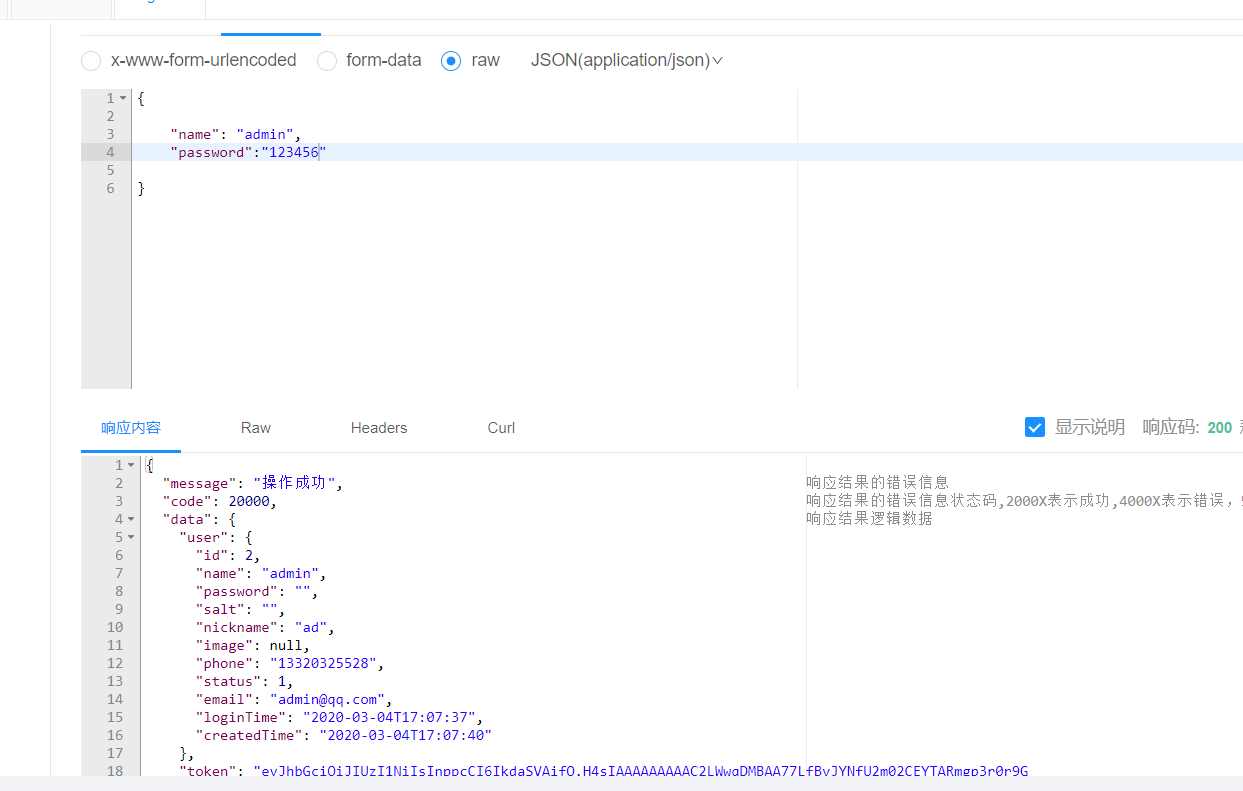 x-www-form-urlencoded form-data raw JSON(application/json)
1 {
2
3 "name": "admin",
4 "password":"123456"
5
6 }
响应内容 Raw Headers Curl 显示说明 响应码: 200
1 {
2 "message": "操作成功", 响应结果的错误信息
3 "code": 20000, 响应结果的错误信息状态码,2000X表示成功,4000X表示错误,
4 "data": { 响应结果逻辑数据
5 "user": {
6 "id": 2,
7 "name": "admin",
8 "password": "",
9 "salt": "",
10 "nickname": "ad",
11 "image": null,
12 "phone": "13320325528",
13 "status": 1,
14 "email": "admin@qq.com",
15 "loginTime": "2020-03-04T17:07:37",
16 "createdTime": "2020-03-04T17:07:40"
17 },
18 "token":